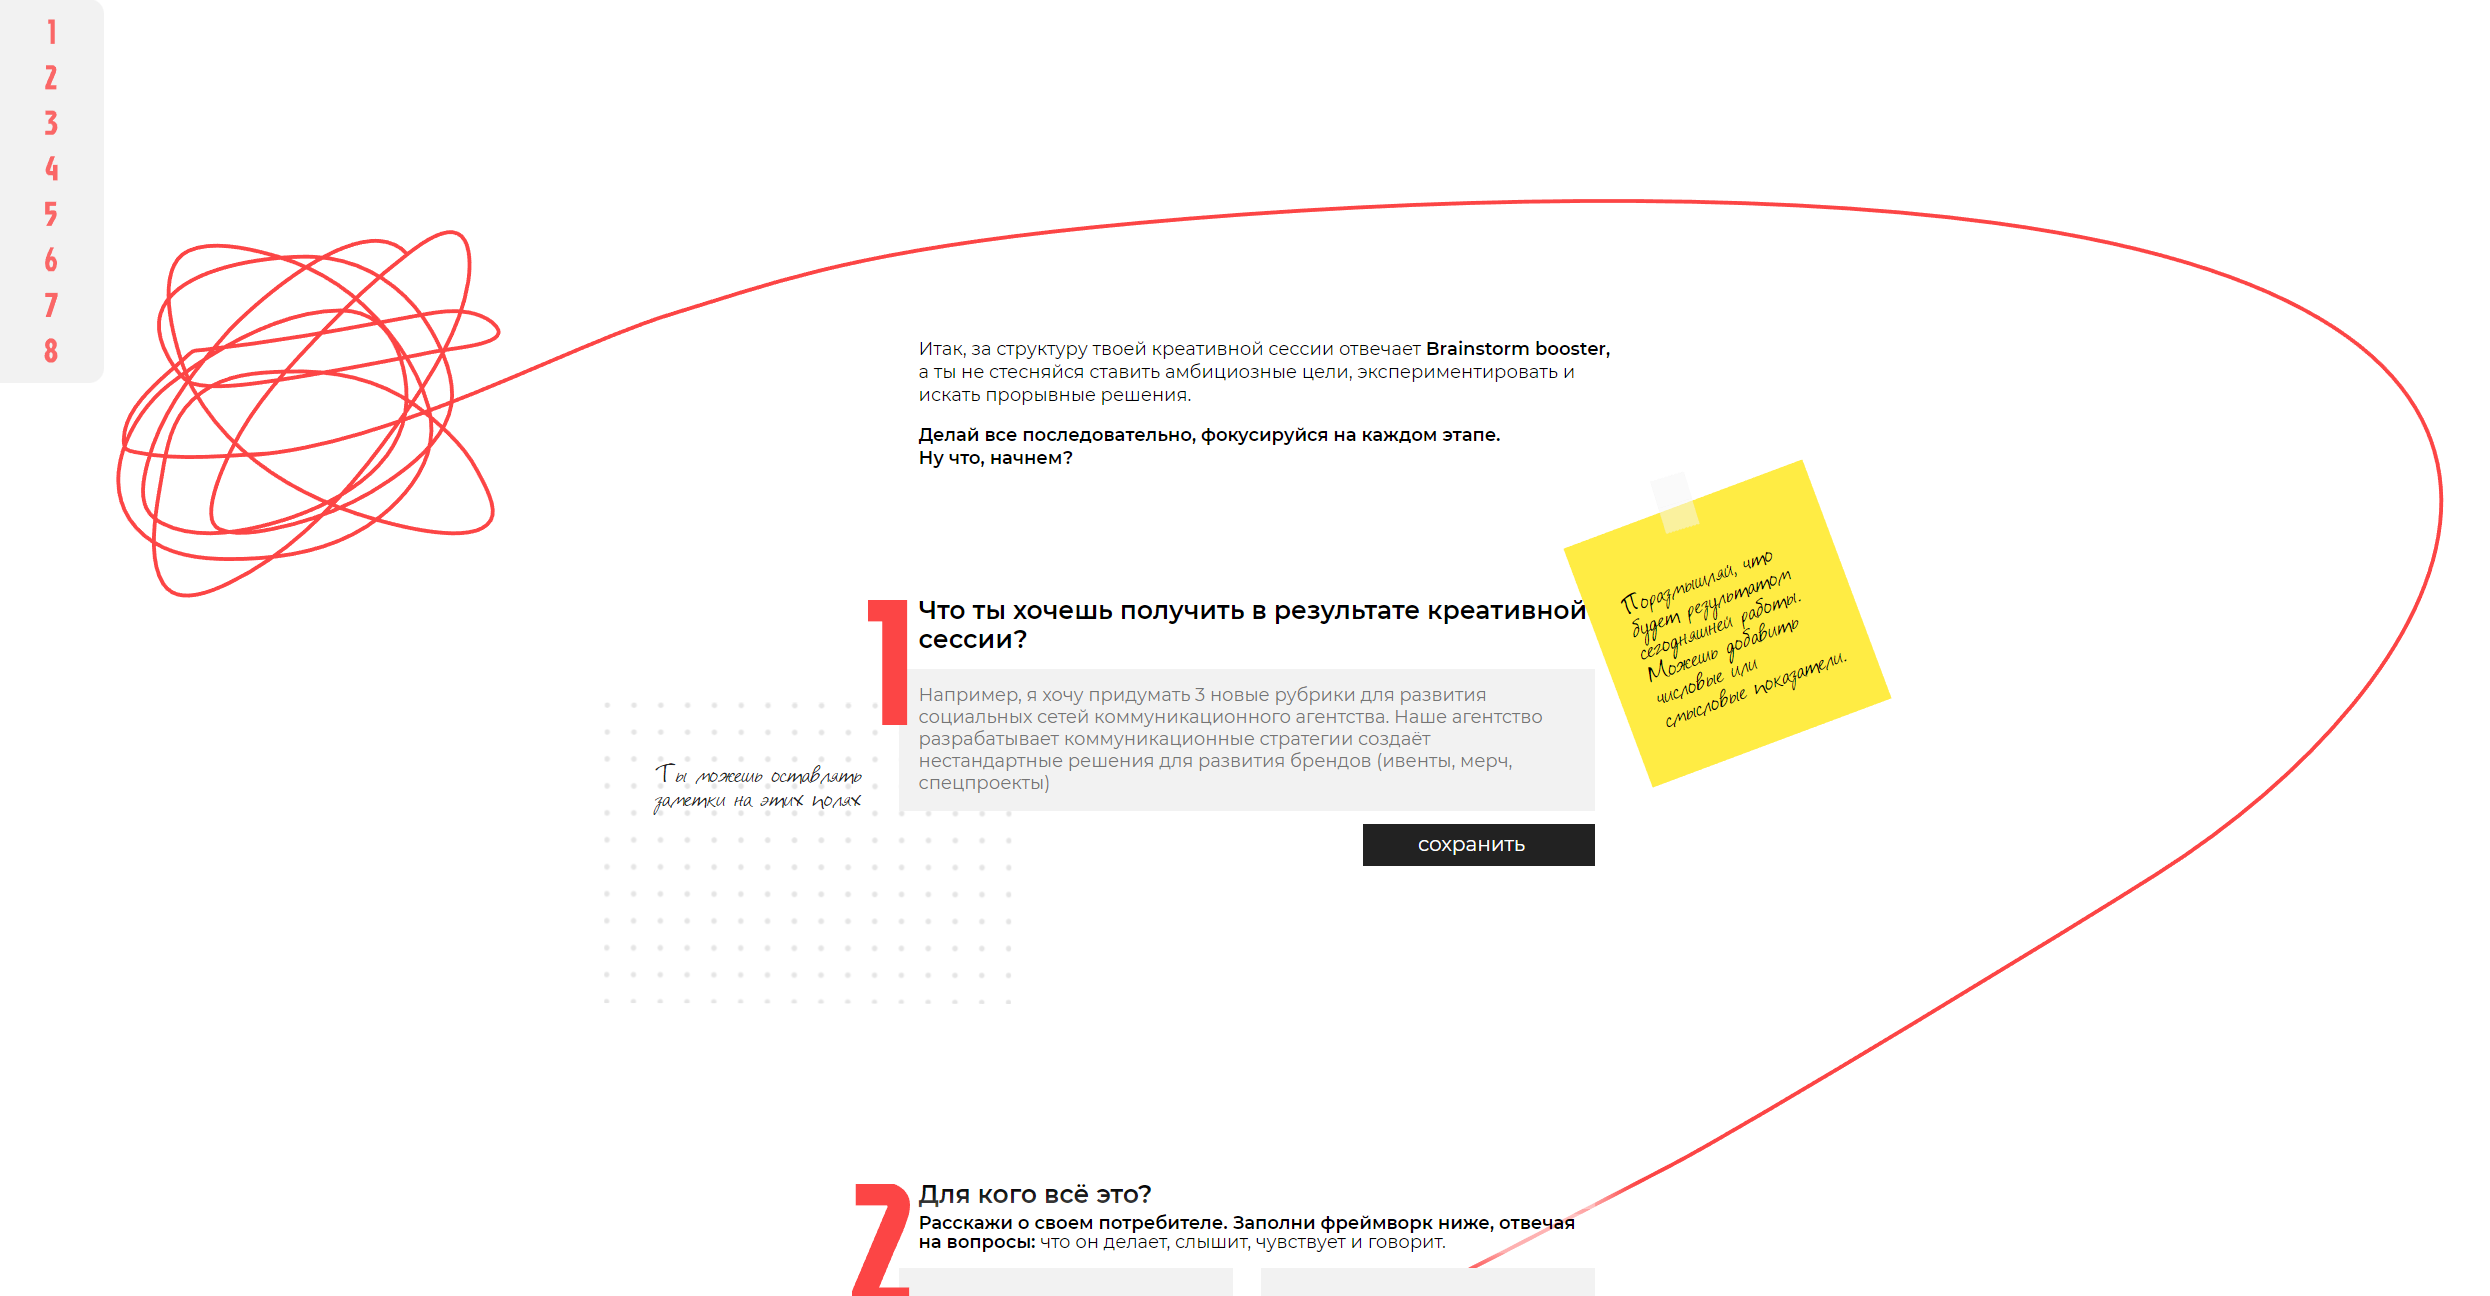 1
2
3
4
5
6
7
8
Итак, за структуру твоей креативной сессии отвечает Brainstorm booster,
а ты не стесняйся ставить амбициозные цели, экспериментировать и
искать прорывные решения.
Делай все последовательно, фокусируйся на каждом этапе.
Ну что, начнем?
1
Что ты хочешь получить в результате креативной
сессии?
Поразмышляй, что
будет результатом
сегодняшней работы.
Можешь добавить
числовые или
смысловые показатели.
Например, я хочу придумать 3 новые рубрики для развития
социальных сетей коммуникационного агентства. Наше агентство
разрабатывает коммуникационные стратегии создаёт
нестандартные решения для развития брендов (ивенты, мерч,
спецпроекты)
Ты можешь оставлять
заметки на этих полях
сохранить
2
Для кого всё это?
Расскажи о своем потребителе. Заполни фреймворк ниже, отвечая
на вопросы: что он делает, слышит, чувствует и говорит.